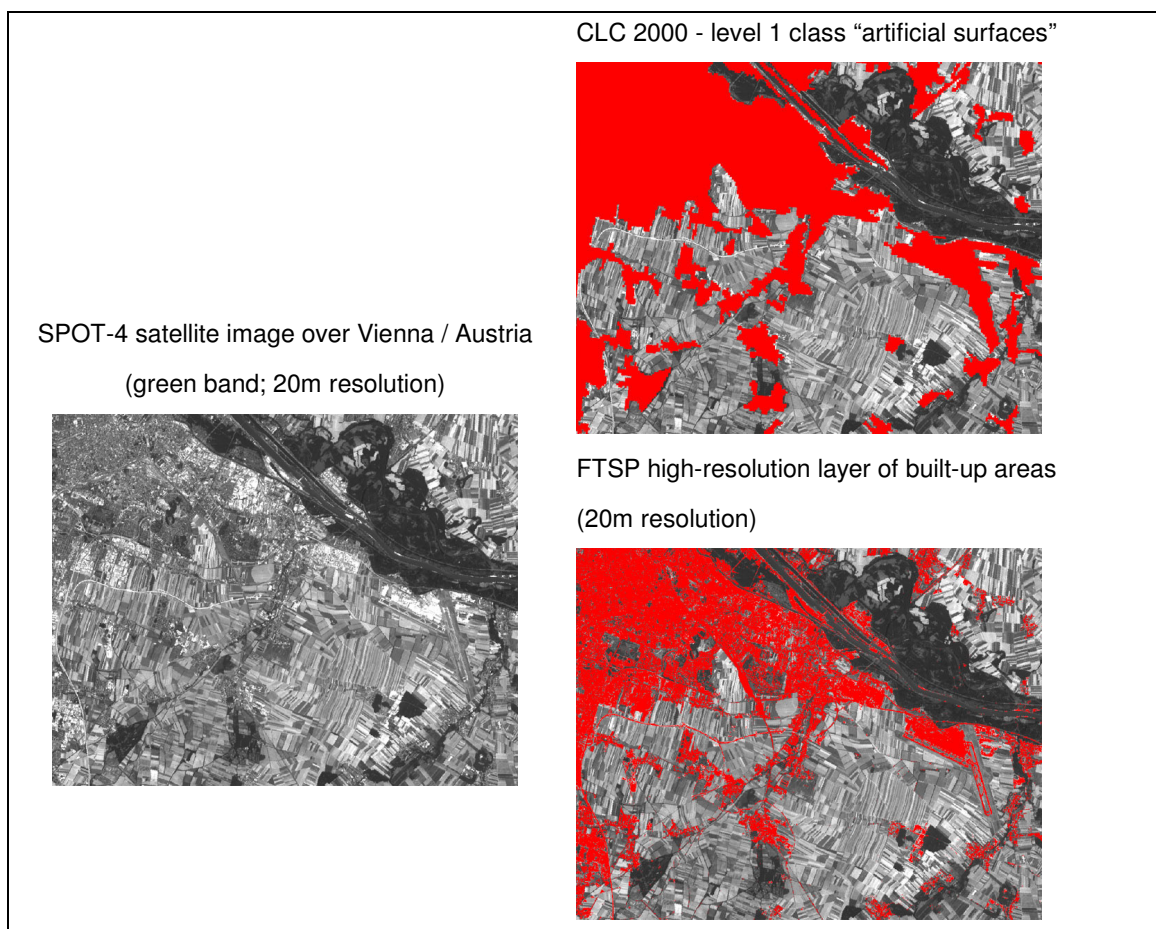 CLC 2000 - level 1 class “artificial surfaces”
SPOT-4 satellite image over Vienna / Austria
(green band; 20m resolution)
FTSP high-resolution layer of built-up areas
(20m resolution)